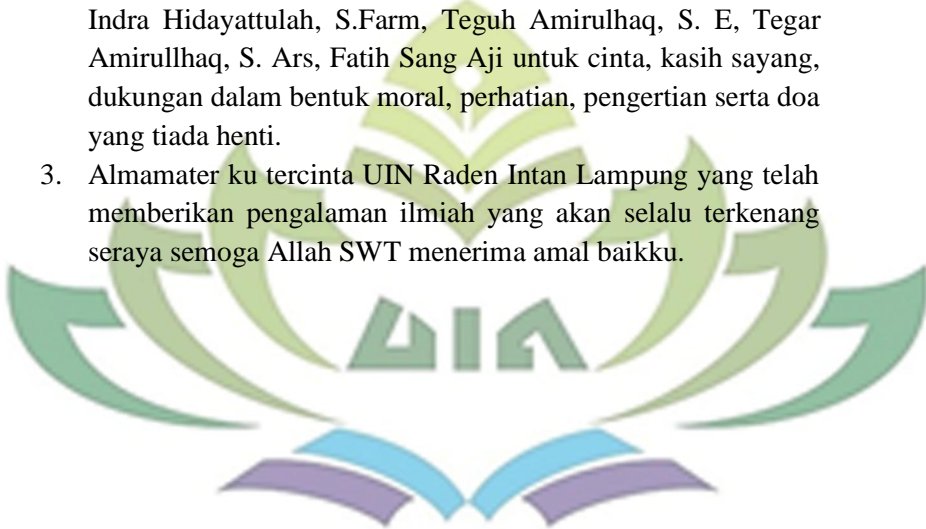 Indra Hidayattulah, S.Farm, Teguh Amirulhaq, S. E, Tegar
Amirullhaq, S. Ars, Fatih Sang Aji untuk cinta, kasih sayang,
dukungan dalam bentuk moral, perhatian, pengertian serta doa
yang tiada henti.
3. Almamater ku tercinta UIN Raden Intan Lampung yang telah
memberikan pengalaman ilmiah yang akan selalu terkenang
seraya semoga Allah SWT menerima amal baikku.
UIN